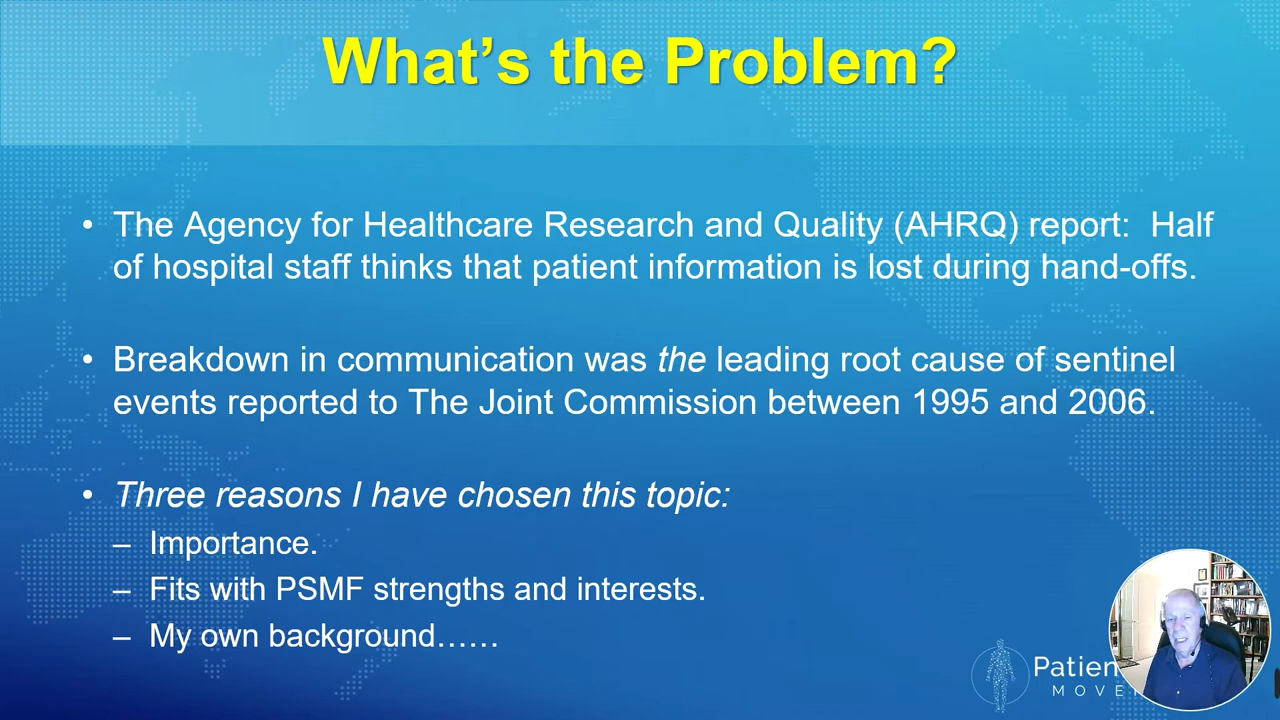 What’s the Problem?
• The Agency for Healthcare Research and Quality (AHRQ) report:  Half
of hospital staff thinks that patient information is lost during hand-offs.
• Breakdown in communication was the leading root cause of sentinel
events reported to The Joint Commission between 1995 and 2006.
• Three reasons I have chosen this topic:
– Importance.
– Fits with PSMF strengths and interests.
– My own background……